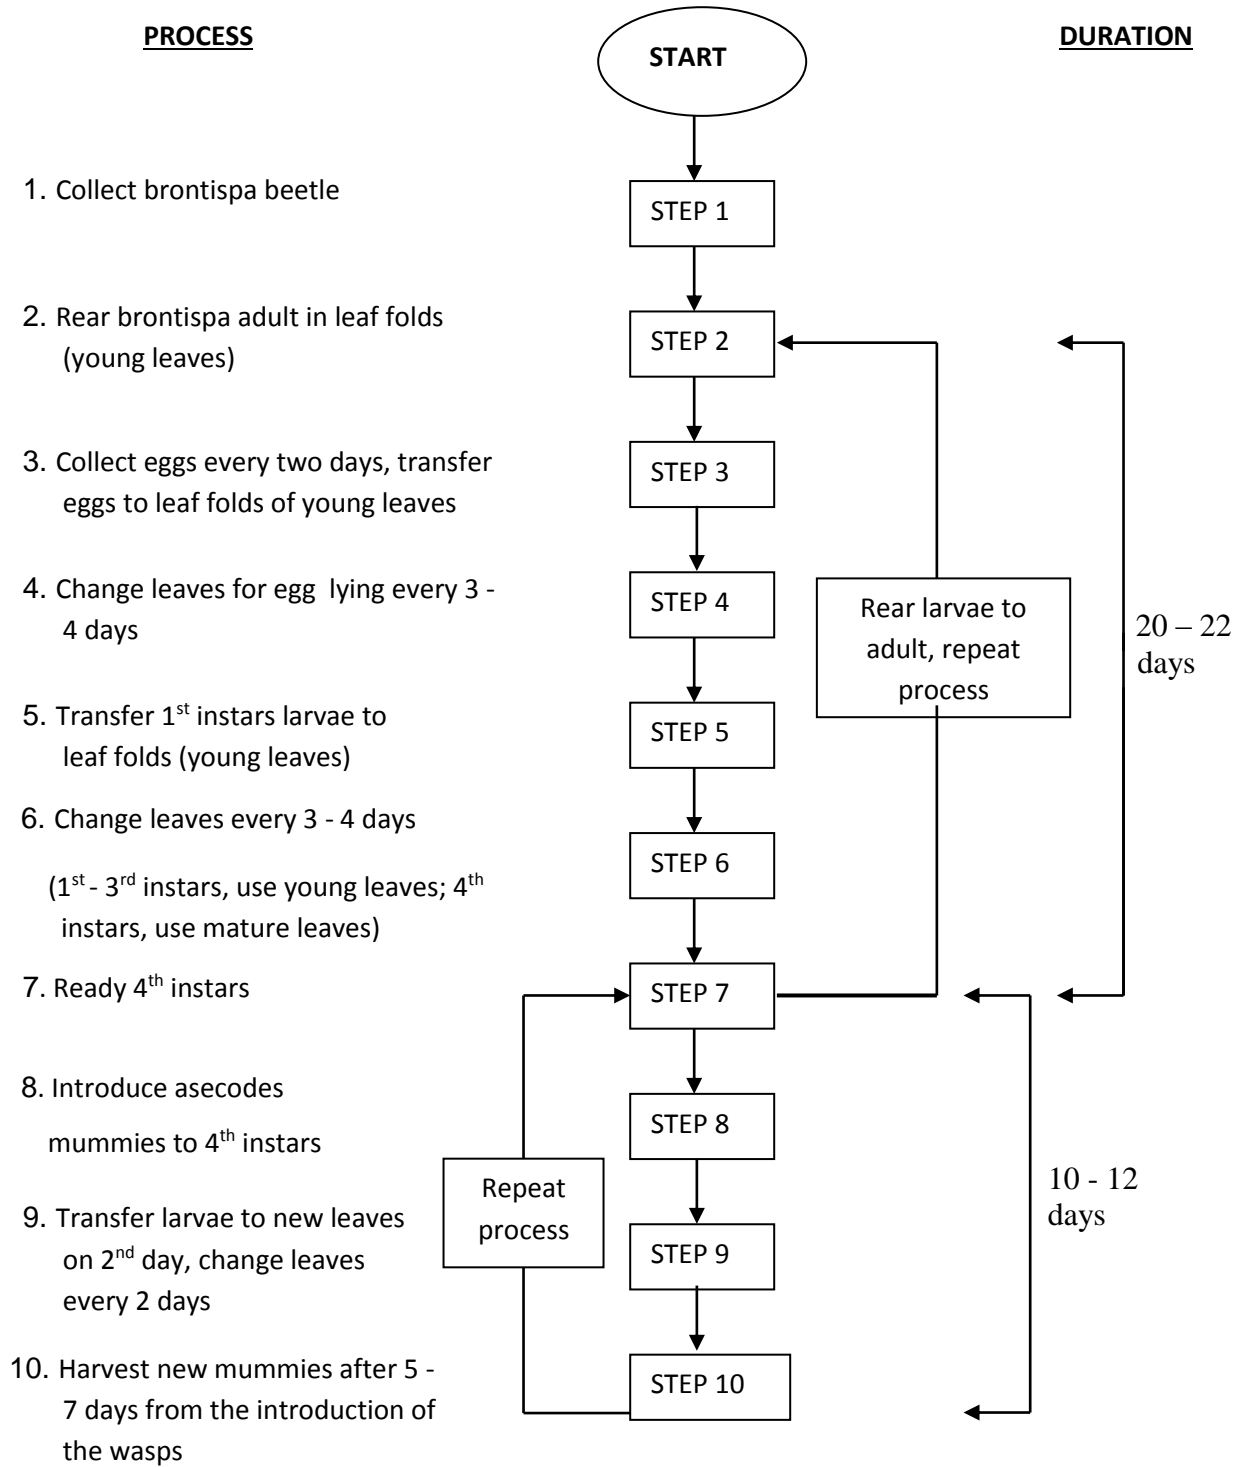 PROCESS
START
DURATION
1. Collect brontispa beetle
STEP 1
2. Rear brontispa adult in leaf folds
(young leaves)
STEP 2
3. Collect eggs every two days, transfer
eggs to leaf folds of young leaves
STEP 3
4. Change leaves for egg lying every 3 -
4 days
STEP 4
Rear larvae to
adult, repeat
process
20 – 22
days
5. Transfer 1st instars larvae to
leaf folds (young leaves)
STEP 5
6. Change leaves every 3 - 4 days
(1st - 3rd instars, use young leaves; 4th
instars, use mature leaves)
STEP 6
7. Ready 4th instars
STEP 7
8. Introduce asecodes
mummies to 4th instars
STEP 8
Repeat
process
10 - 12
days
9. Transfer larvae to new leaves
on 2nd day, change leaves
every 2 days
STEP 9
10. Harvest new mummies after 5 -
7 days from the introduction of
the wasps
STEP 10